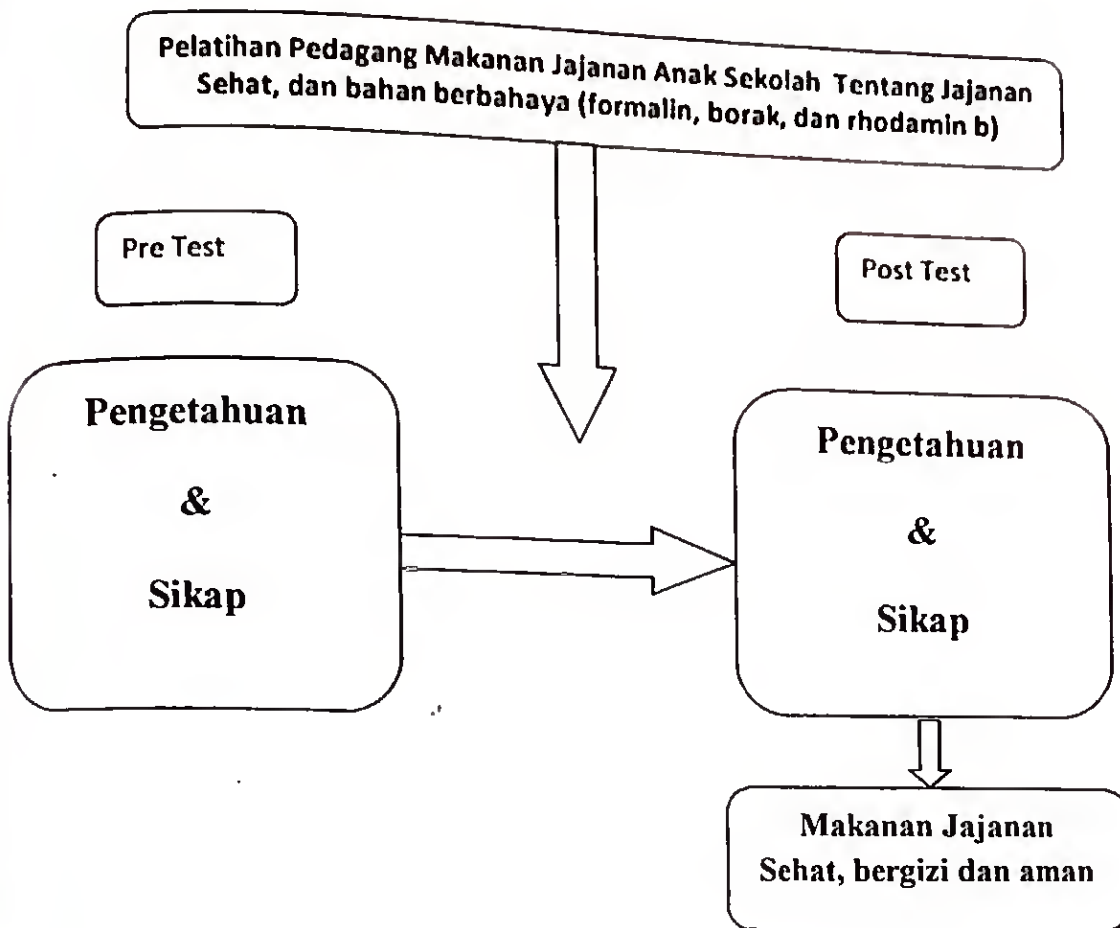 Pelatihan Pedagang Makanan Jajanan Anak Sekolah Tentang Jajanan
Sehat, dan bahan berbahaya (formalin, borak, dan rhodamin b)
Pre Test
Post Test
Pengetahuan
&
Sikap
Pengetahuan
&
Sikap
Makanan Jajanan
Sehat, bergizi dan aman